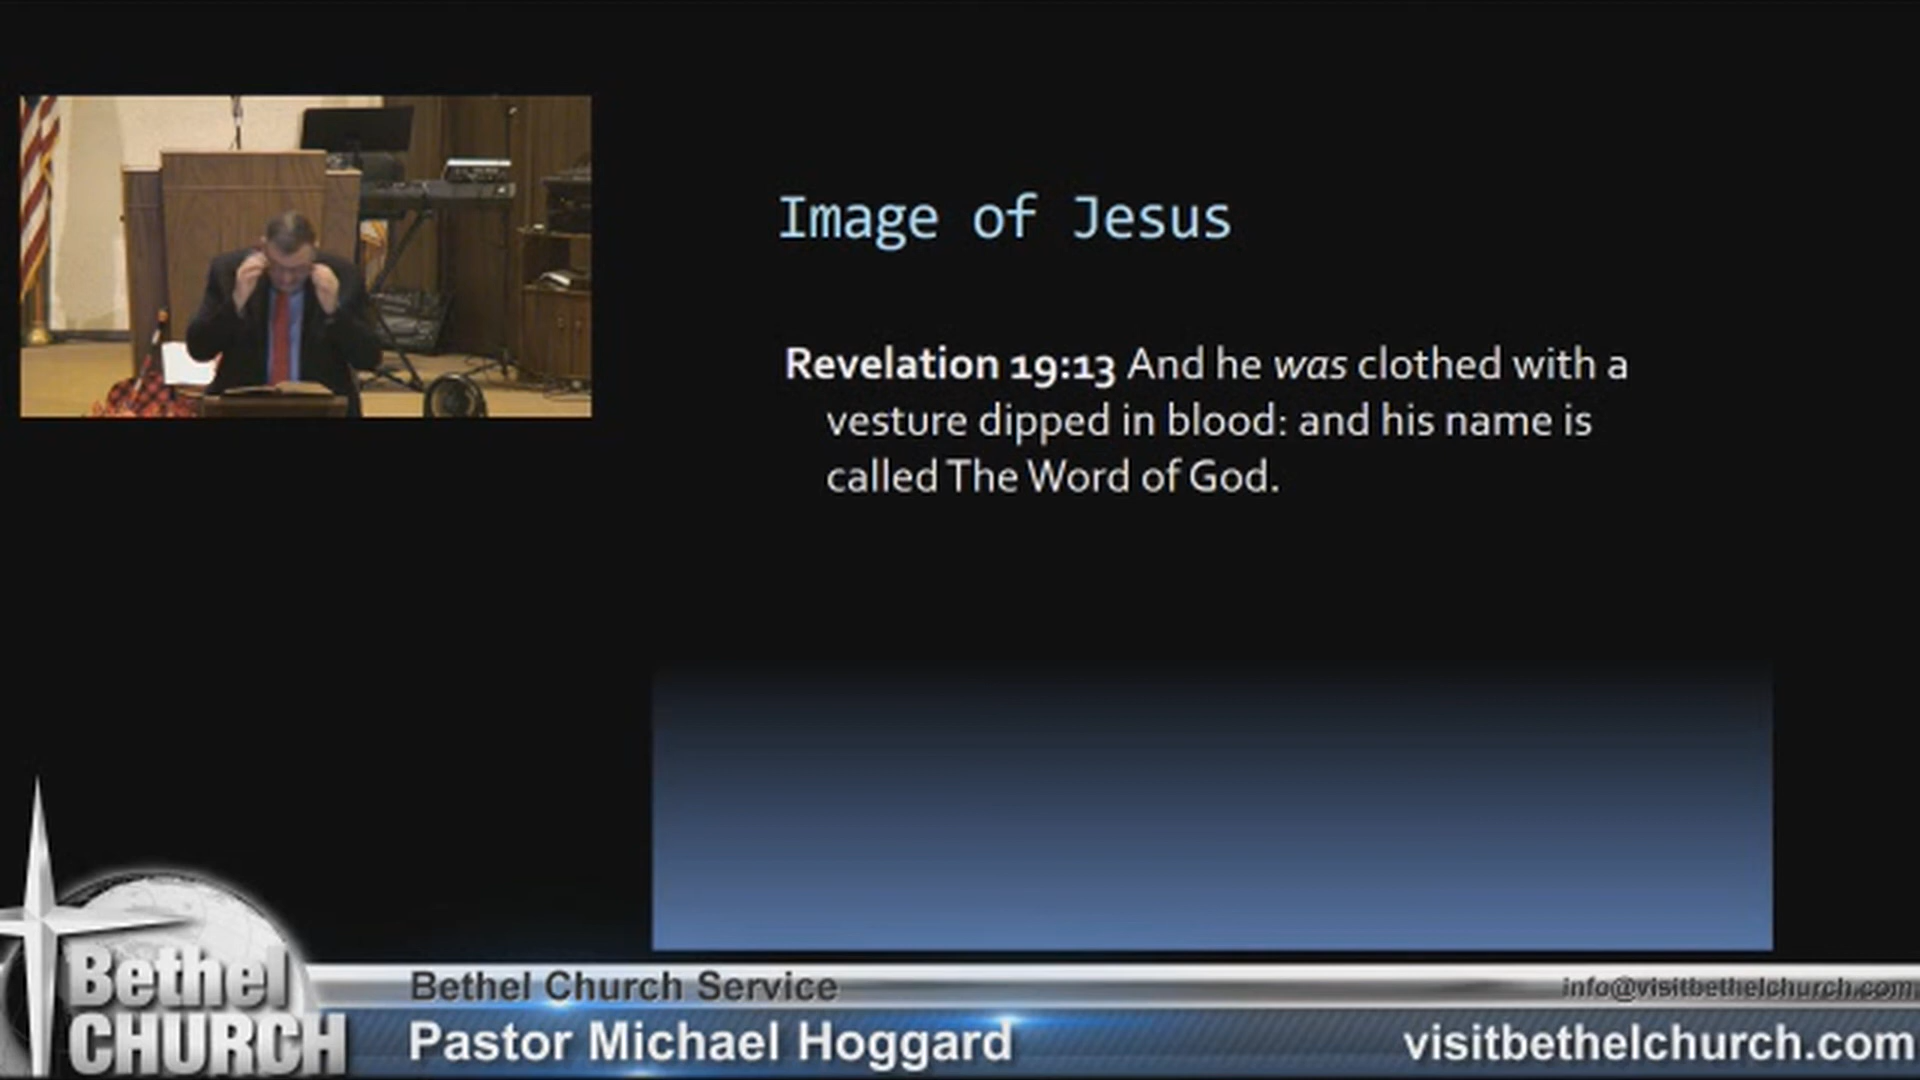 Image of Jesus
Revelation 19:13 And he was clothed with a
vesture dipped in blood: and his name is
called The Word of God.
Bethel
CHURCH
Bethel Church Service
info@visitbethelchurch.com
Pastor Michael Hoggard
visitbethelchurch.com